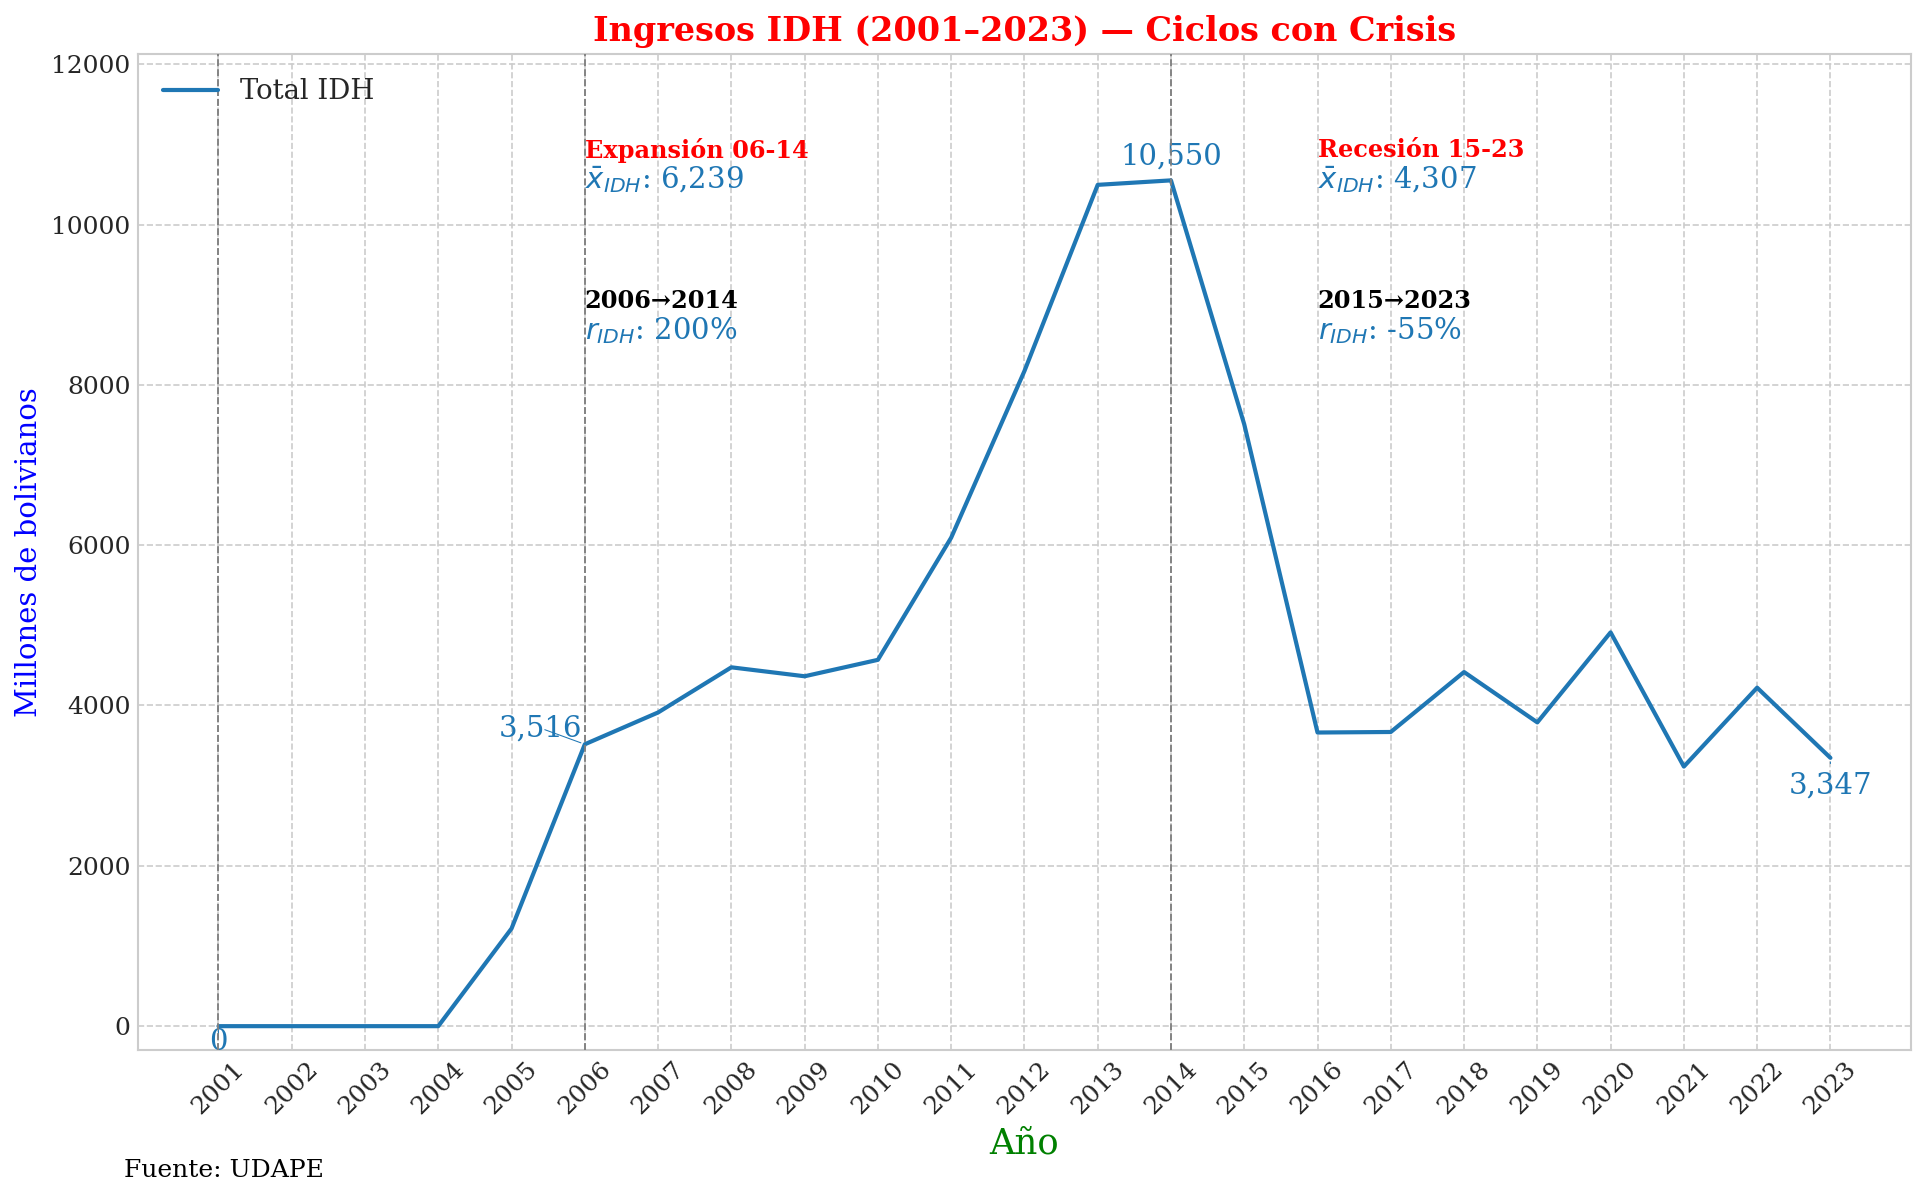 Ingresos IDH (2001–2023) — Ciclos con Crisis
12000
Total IDH
Expansión 06-14
x̄IDH: 6,239
10,550
Recesión 15-23
x̄IDH: 4,307
10000
2006→2014
rIDH: 200%
2015→2023
rIDH: -55%
8000
Millones de bolivianos
6000
4000
3,516
3,347
2000
0
0
2001 2002 2003 2004 2005 2006 2007 2008 2009 2010 2011 2012 2013 2014 2015 2016 2017 2018 2019 2020 2021 2022 2023
Año
Fuente: UDAPE